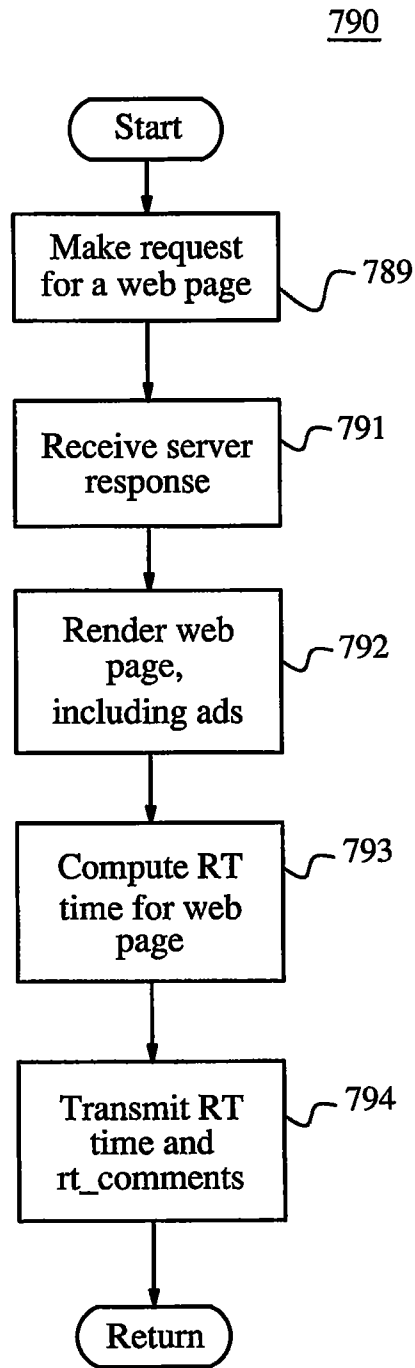 790
Start
Make request
for a web page
789
Receive server
response
791
Render web
page,
including ads
792
Compute RT
time for web
page
793
Transmit RT
time and
rt_comments
794
Return